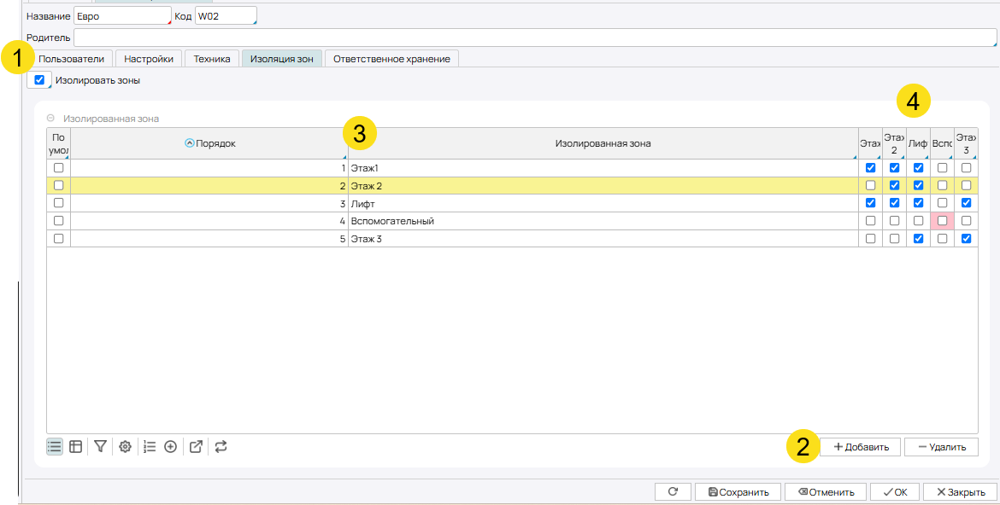 Название Евро Код W02
Родитель
1 Пользователи Настройки Техника Изоляция зон Ответственное хранение
Изолировать зоны
4
Изолированная зона
3
По умол Порядок Изолированная зона Этаж Этаж 2 Лифт Вспо Этаж 3
1 Этаж1
2 Этаж 2
3 Лифт
4 Вспомогательный
5 Этаж 3
2 Добавить Удалить
Сохранить Отменить ОК Закрыть